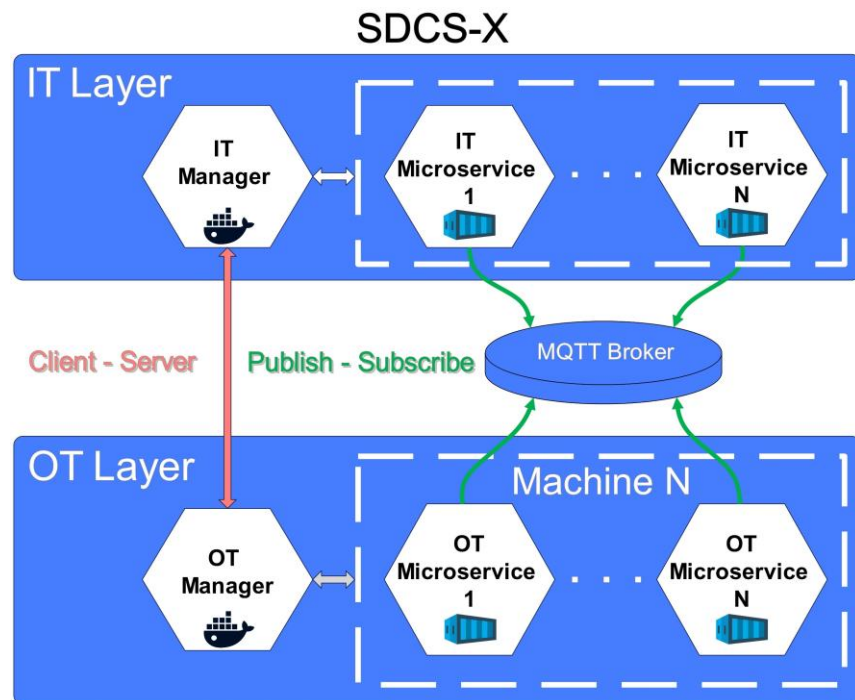 SDCS-X
IT Layer
IT
Manager
IT
Microservice
1
. . .
IT
Microservice
N
Client - Server
Publish - Subscribe
MQTT Broker
OT Layer
Machine N
OT
Manager
OT
Microservice
1
. . .
OT
Microservice
N